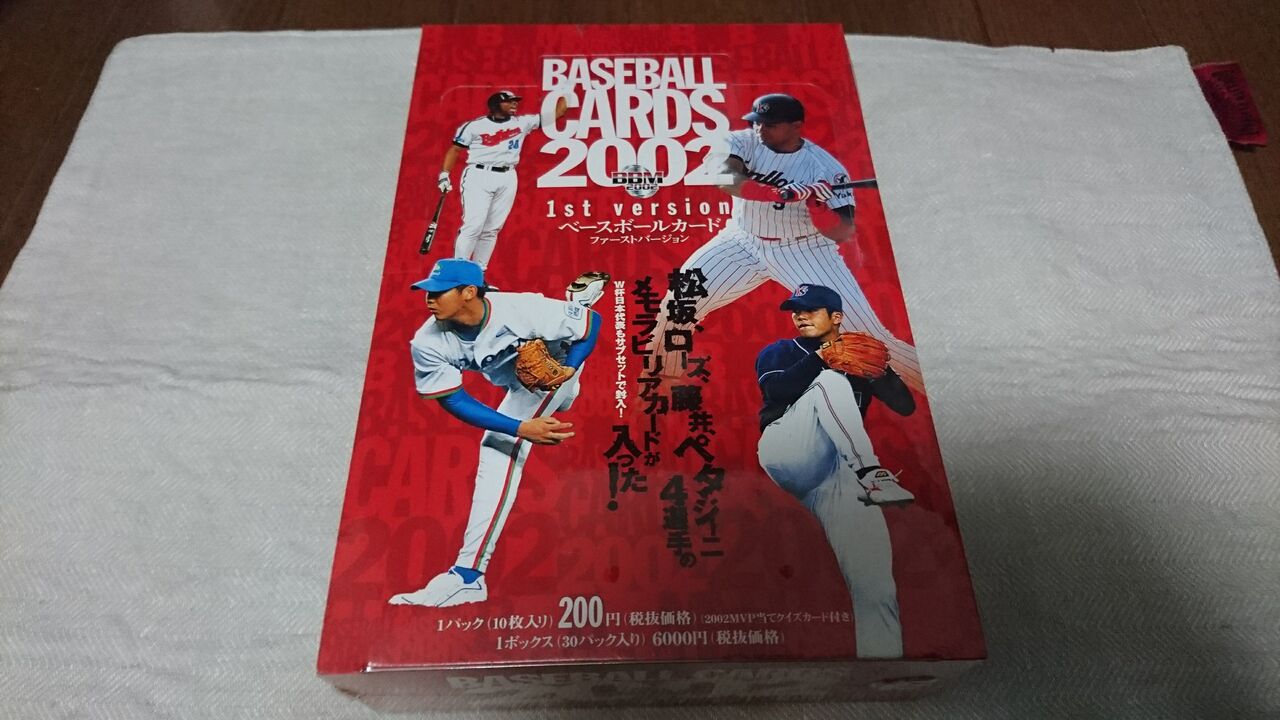 BASEBALL
CARDS
2002
BBM
2002
1st version
ベースボールカード
ファーストバージョン
松坂、ローズ、藤井、ペタジーニ
4選手の
メモラビリアカードが
入った!
W杯日本代表もサブセットで封入!
Buffaloes
24
Yak
1パック(10枚入り) 200円(税抜価格) (2002MVP当てクイズカード付き)
1ボックス(30パック入り) 6000円(税抜価格)
BASEBALL CARDS